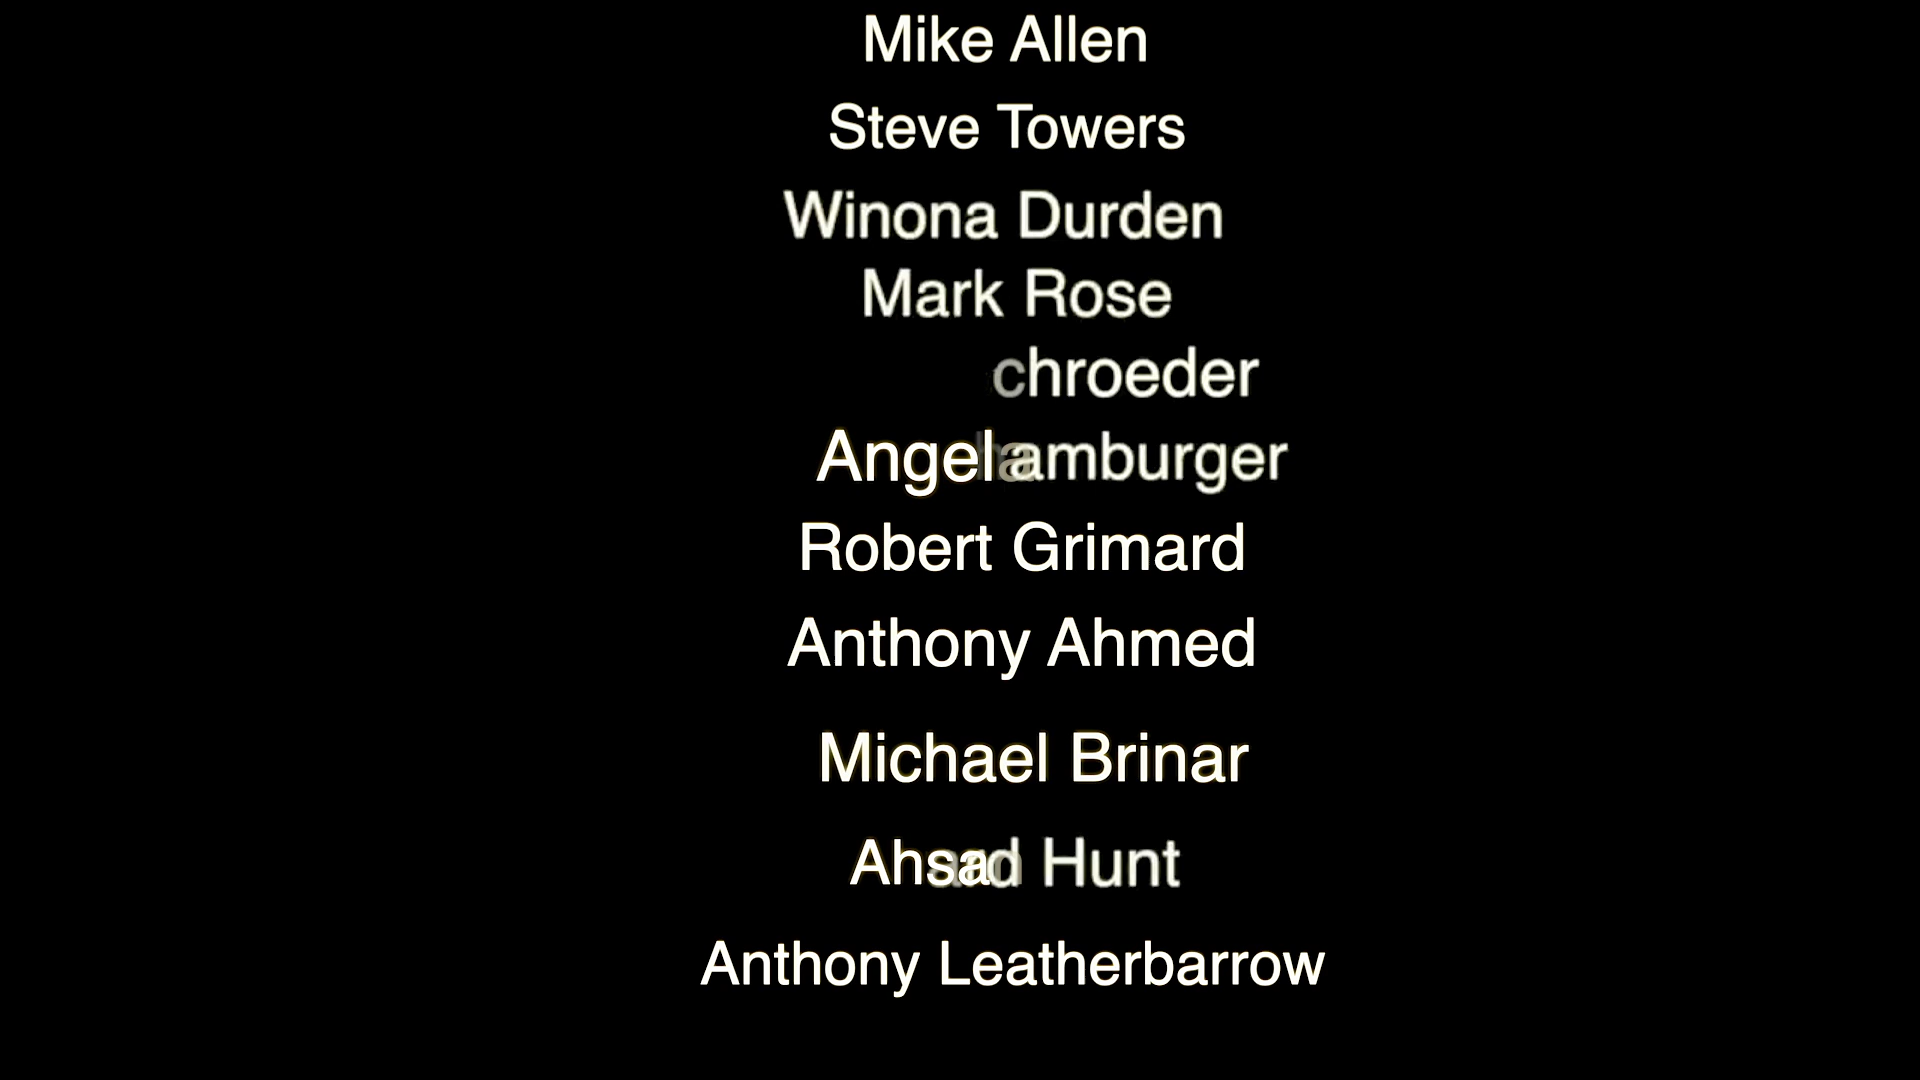 Mike Allen
Steve Towers
Winona Durden
Mark Rose
chroeder
Angela amburger
Robert Grimard
Anthony Ahmed
Michael Brinar
Hunt
Anthony Leatherbarrow